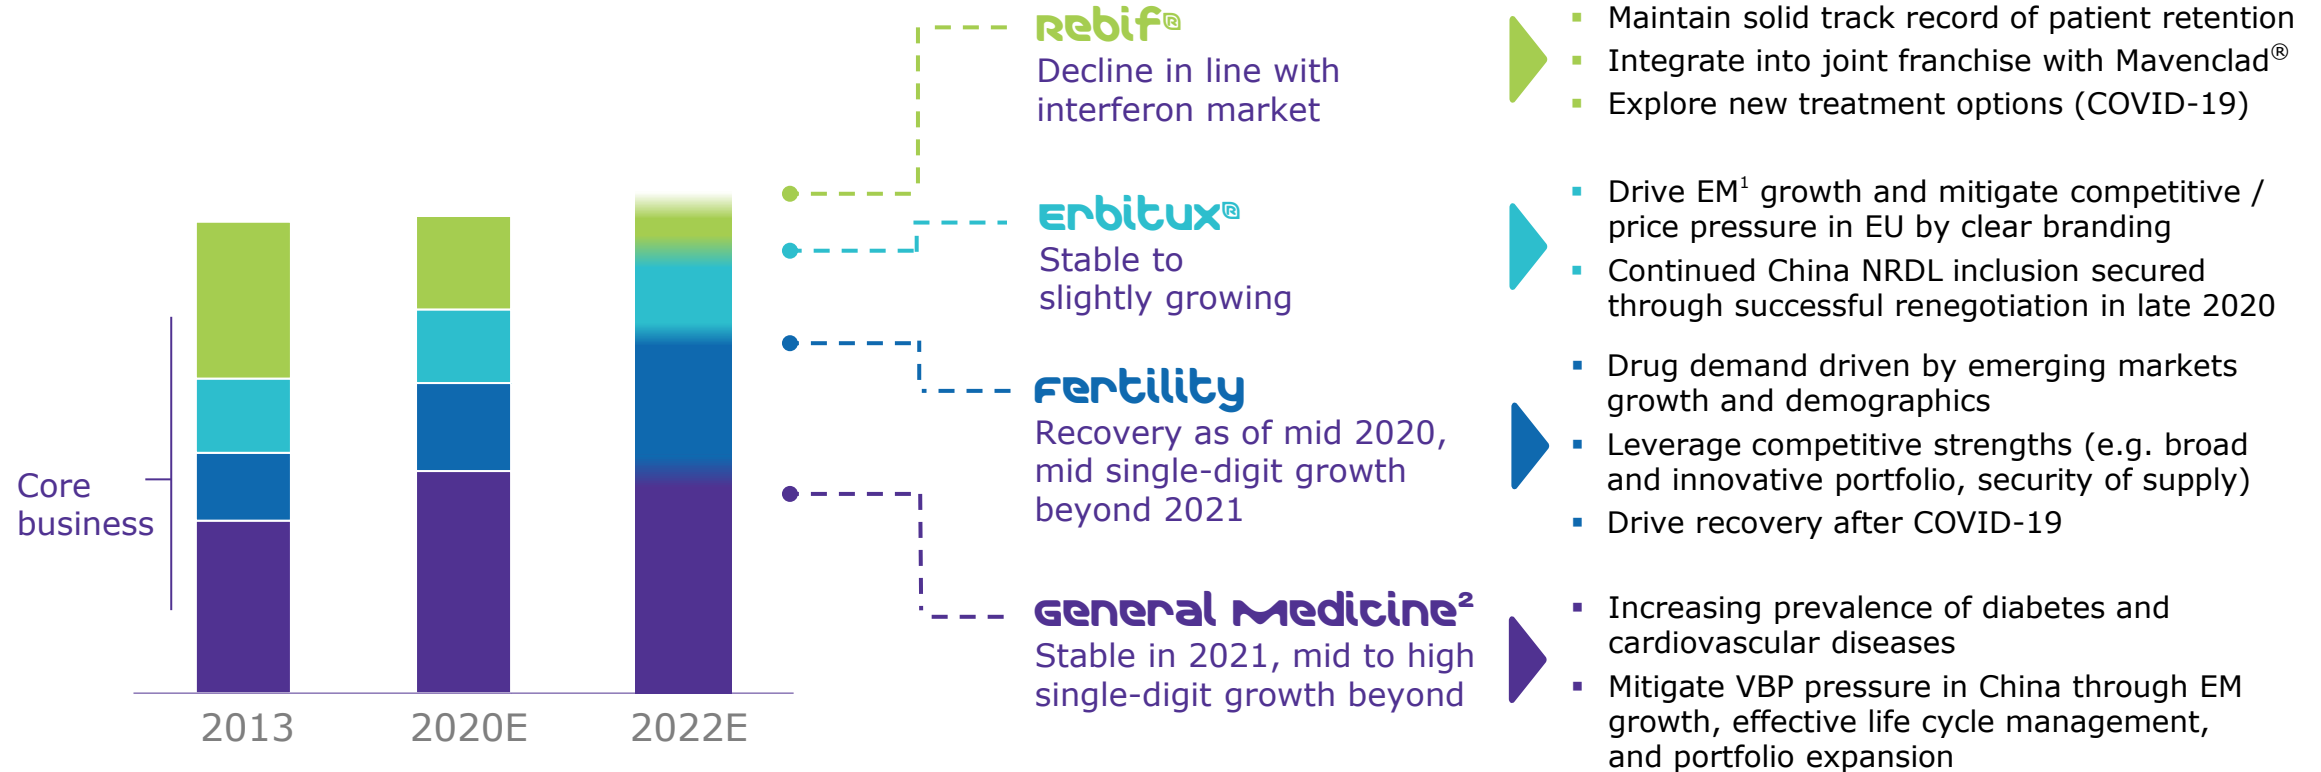 Rebif®
Decline in line with
interferon market
Maintain solid track record of patient retention
Integrate into joint franchise with Mavenclad®
Explore new treatment options (COVID-19)
Erbitux®
Stable to
slightly growing
Drive EM¹ growth and mitigate competitive /
price pressure in EU by clear branding
Continued China NRDL inclusion secured
through successful renegotiation in late 2020
Fertility
Recovery as of mid 2020,
mid single-digit growth
beyond 2021
Drug demand driven by emerging markets
growth and demographics
Leverage competitive strengths (e.g. broad
and innovative portfolio, security of supply)
Drive recovery after COVID-19
General Medicine²
Stable in 2021, mid to high
single-digit growth beyond
Increasing prevalence of diabetes and
cardiovascular diseases
Mitigate VBP pressure in China through EM
growth, effective life cycle management,
and portfolio expansion
Core
business
2013
2020E
2022E